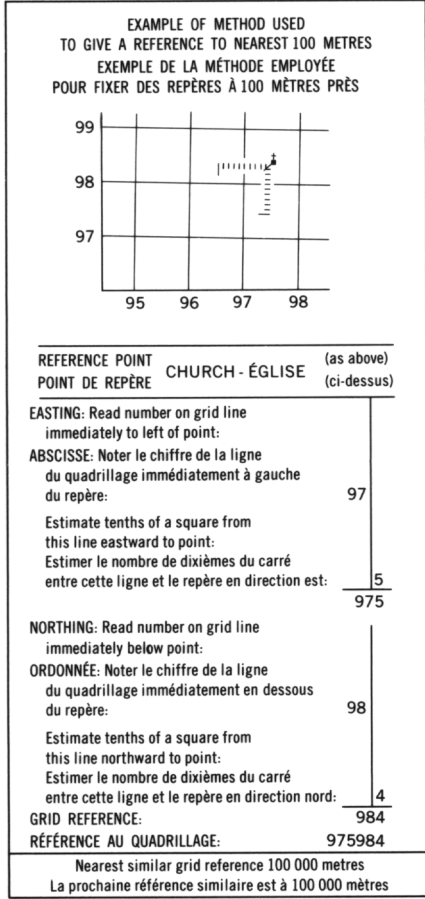 EXAMPLE OF METHOD USED
TO GIVE A REFERENCE TO NEAREST 100 METRES
EXEMPLE DE LA MÉTHODE EMPLOYÉE
POUR FIXER DES REPÈRES À 100 MÈTRES PRÈS
99
98
97
95 96 97 98
REFERENCE POINT
POINT DE REPÈRE
CHURCH - ÉGLISE
(as above)
(ci-dessus)
EASTING: Read number on grid line
immediately to left of point:
ABSCISSE: Noter le chiffre de la ligne
du quadrillage immédiatement à gauche
du repère: 97
Estimate tenths of a square from
this line eastward to point:
Estimer le nombre de dixièmes du carré
entre cette ligne et le repère en direction est: 5
975
NORTHING: Read number on grid line
immediately below point:
ORDONNÉE: Noter le chiffre de la ligne
du quadrillage immédiatement en dessous
du repère: 98
Estimate tenths of a square from
this line northward to point:
Estimer le nombre de dixièmes du carré
entre cette ligne et le repère en direction nord: 4
GRID REFERENCE: 984
RÉFÉRENCE AU QUADRILLAGE: 975984
Nearest similar grid reference 100 000 metres
La prochaine référence similaire est à 100 000 mètres